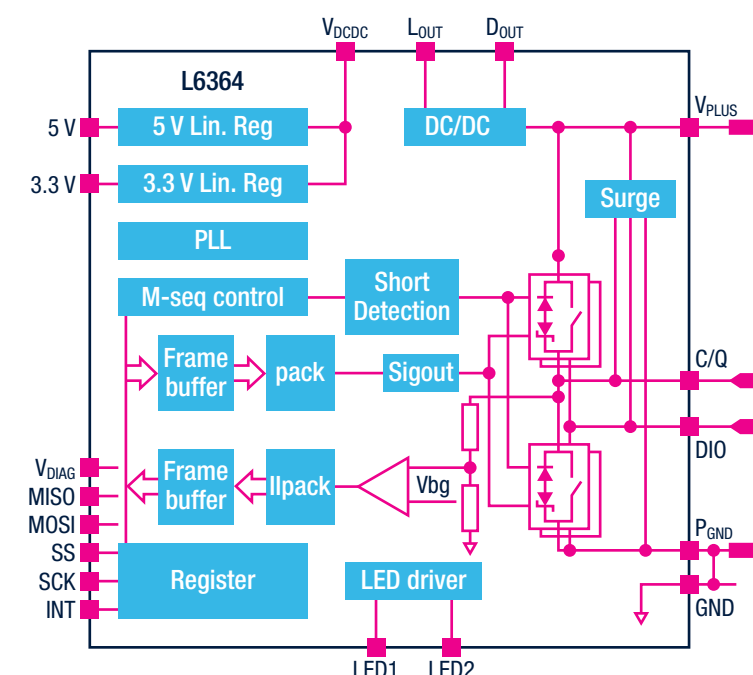 VDCDC
LOUT
DOUT
L6364
VPLUS
5 V
5 V Lin. Reg
DC/DC
3.3 V
3.3 V Lin. Reg
Surge
PLL
M-seq control
Short
Detection
Frame
buffer
pack
Sigout
C/Q
DIO
VDIAG
MISO
MOSI
SS
SCK
INT
Frame
buffer
IIpack
Vbg
PGND
GND
Register
LED driver
LED1
LED2